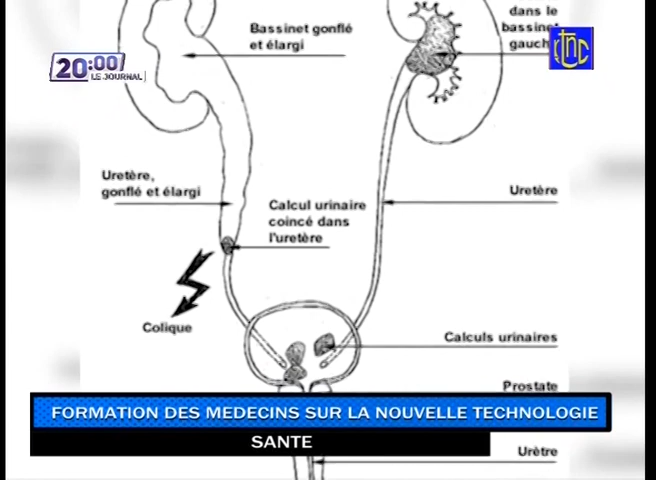 dans le
Bassinet gonflé
et élargi
bassinet
gauche
rtnc
20:00
LE JOURNAL
Uretère,
gonflé et élargi
Calcul urinaire
coincé dans
l'uretère
Uretère
Colique
Calculs urinaires
Prostate
FORMATION DES MEDECINS SUR LA NOUVELLE TECHNOLOGIE
SANTE
Urètre